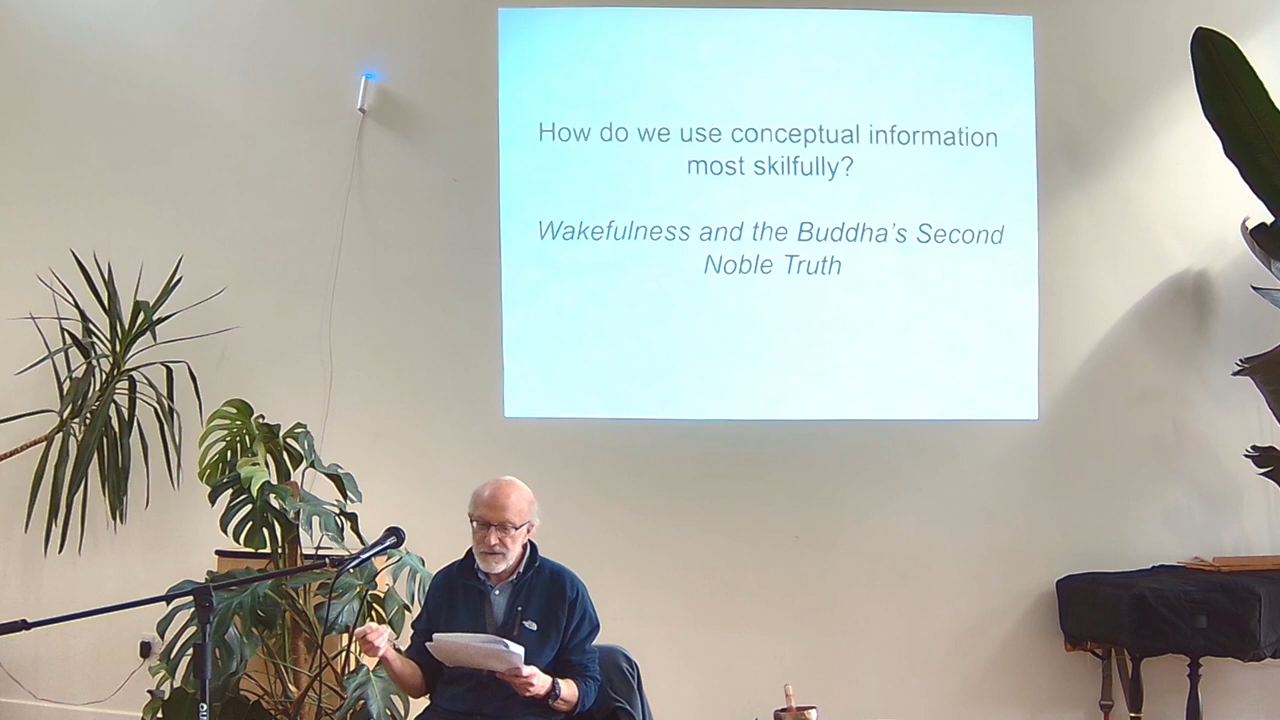 How do we use conceptual information
most skilfully?
Wakefulness and the Buddha's Second
Noble Truth